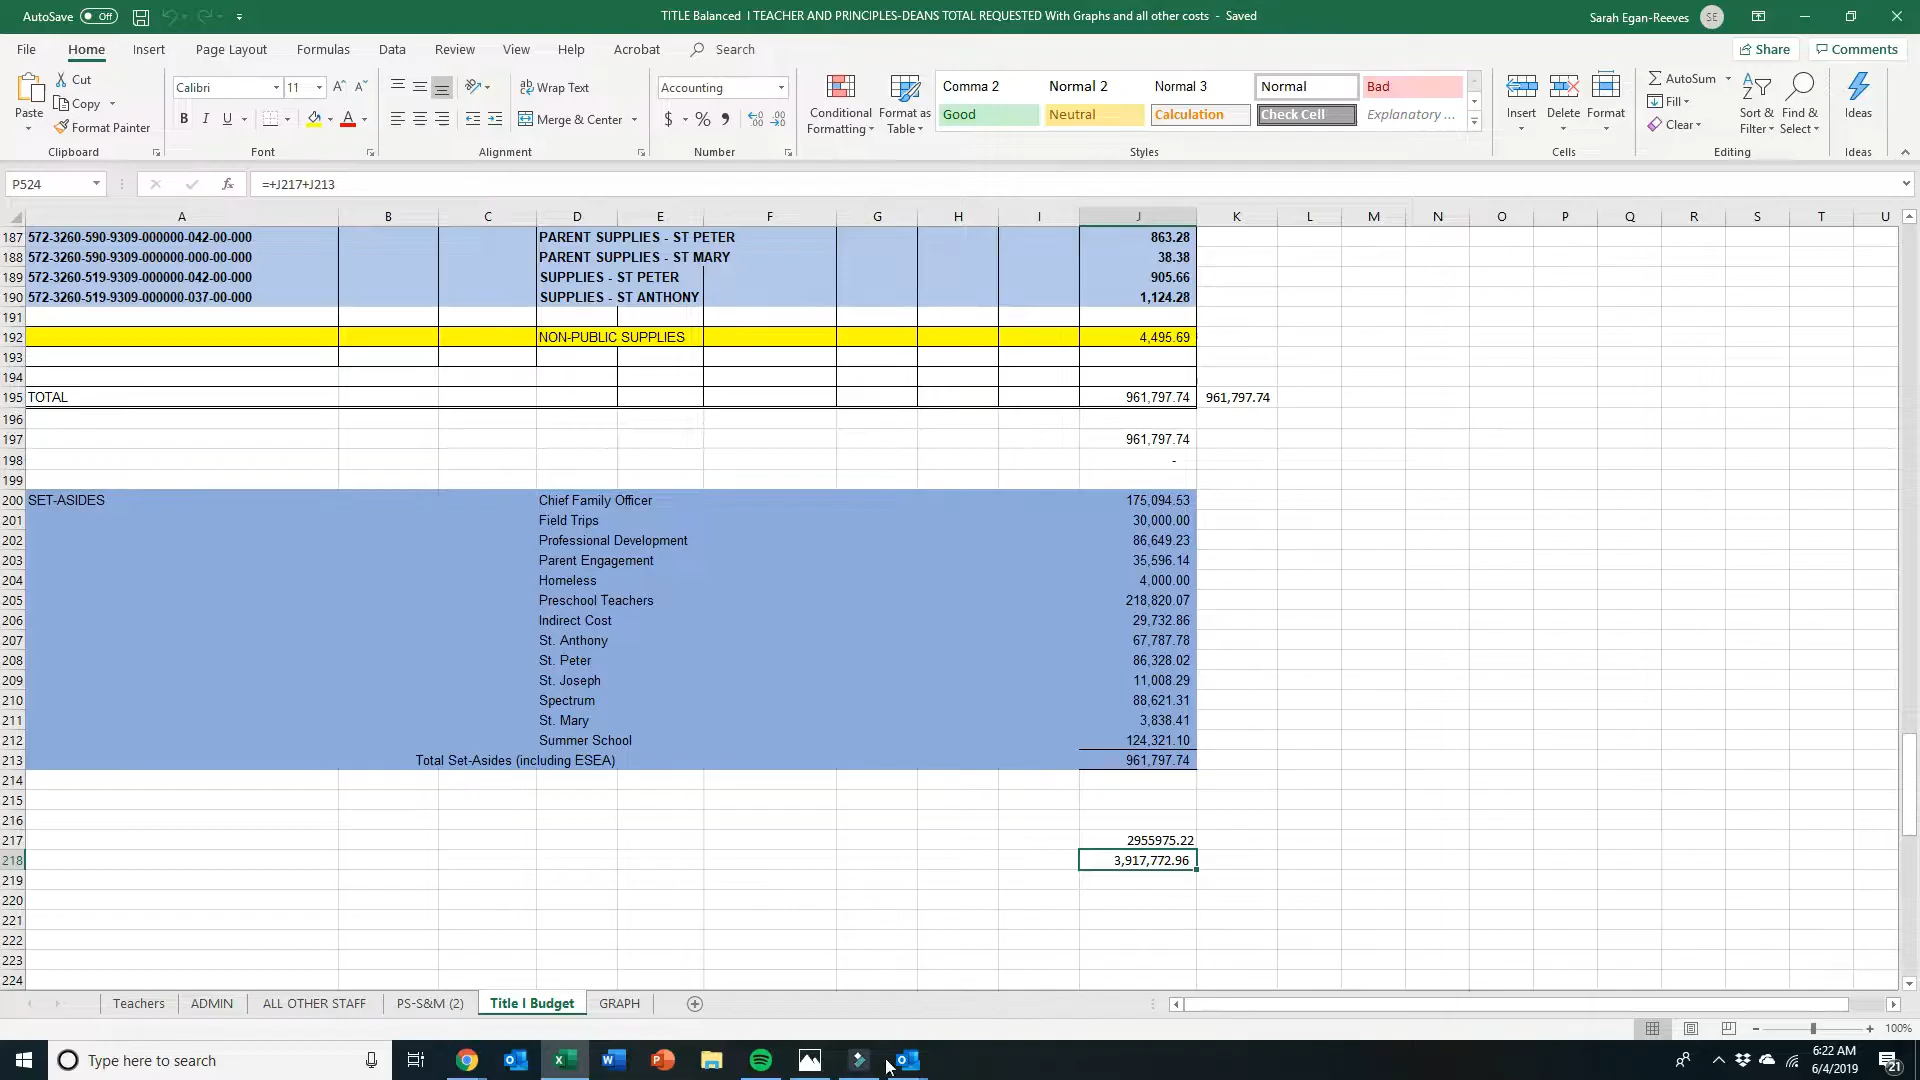 AutoSave Off
TITLE Balanced I TEACHER AND PRINCIPLES-DEANS TOTAL REQUESTED With Graphs and all other costs - Saved
Sarah Egan-Reeves SE
File Home Insert Page Layout Formulas Data Review View Help Acrobat Search
Share Comments
Paste
Cut
Copy
Format Painter
Clipboard
Calibri 11
B I U
Font
Wrap Text
Merge & Center
Alignment
Accounting
$ % ,
Number
Conditional Formatting
Format as Table
Comma 2 Normal 2 Normal 3 Normal Bad
Good Neutral Calculation Check Cell Explanatory ...
Styles
Insert Delete Format
Cells
AutoSum
Fill
Clear
Sort & Filter
Find & Select
Editing
Ideas
Ideas
P524 fx =+J217+J213
A B C D E F G H I J K L M N O P Q R S T U
187 572-3260-590-9309-000000-042-00-000 PARENT SUPPLIES - ST PETER 863.28
188 572-3260-590-9309-000000-000-00-000 PARENT SUPPLIES - ST MARY 38.38
189 572-3260-519-9309-000000-042-00-000 SUPPLIES - ST PETER 905.66
190 572-3260-519-9309-000000-037-00-000 SUPPLIES - ST ANTHONY 1,124.28
191
192 NON-PUBLIC SUPPLIES 4,495.69
193
194
195 TOTAL 961,797.74 961,797.74
196
197 961,797.74
198 -
199
200 SET-ASIDES Chief Family Officer 175,094.53
201 Field Trips 30,000.00
202 Professional Development 86,649.23
203 Parent Engagement 35,596.14
204 Homeless 4,000.00
205 Preschool Teachers 218,820.07
206 Indirect Cost 29,732.86
207 St. Anthony 67,787.78
208 St. Peter 86,328.02
209 St. Joseph 11,008.29
210 Spectrum 88,621.31
211 St. Mary 3,838.41
212 Summer School 124,321.10
213 Total Set-Asides (including ESEA) 961,797.74
214
215
216
217 2955975.22
218 3,917,772.96
219
220
221
222
223
224
Teachers ADMIN ALL OTHER STAFF PS-S&M (2) Title I Budget GRAPH
100%
Type here to search
6:22 AM
6/4/2019
21